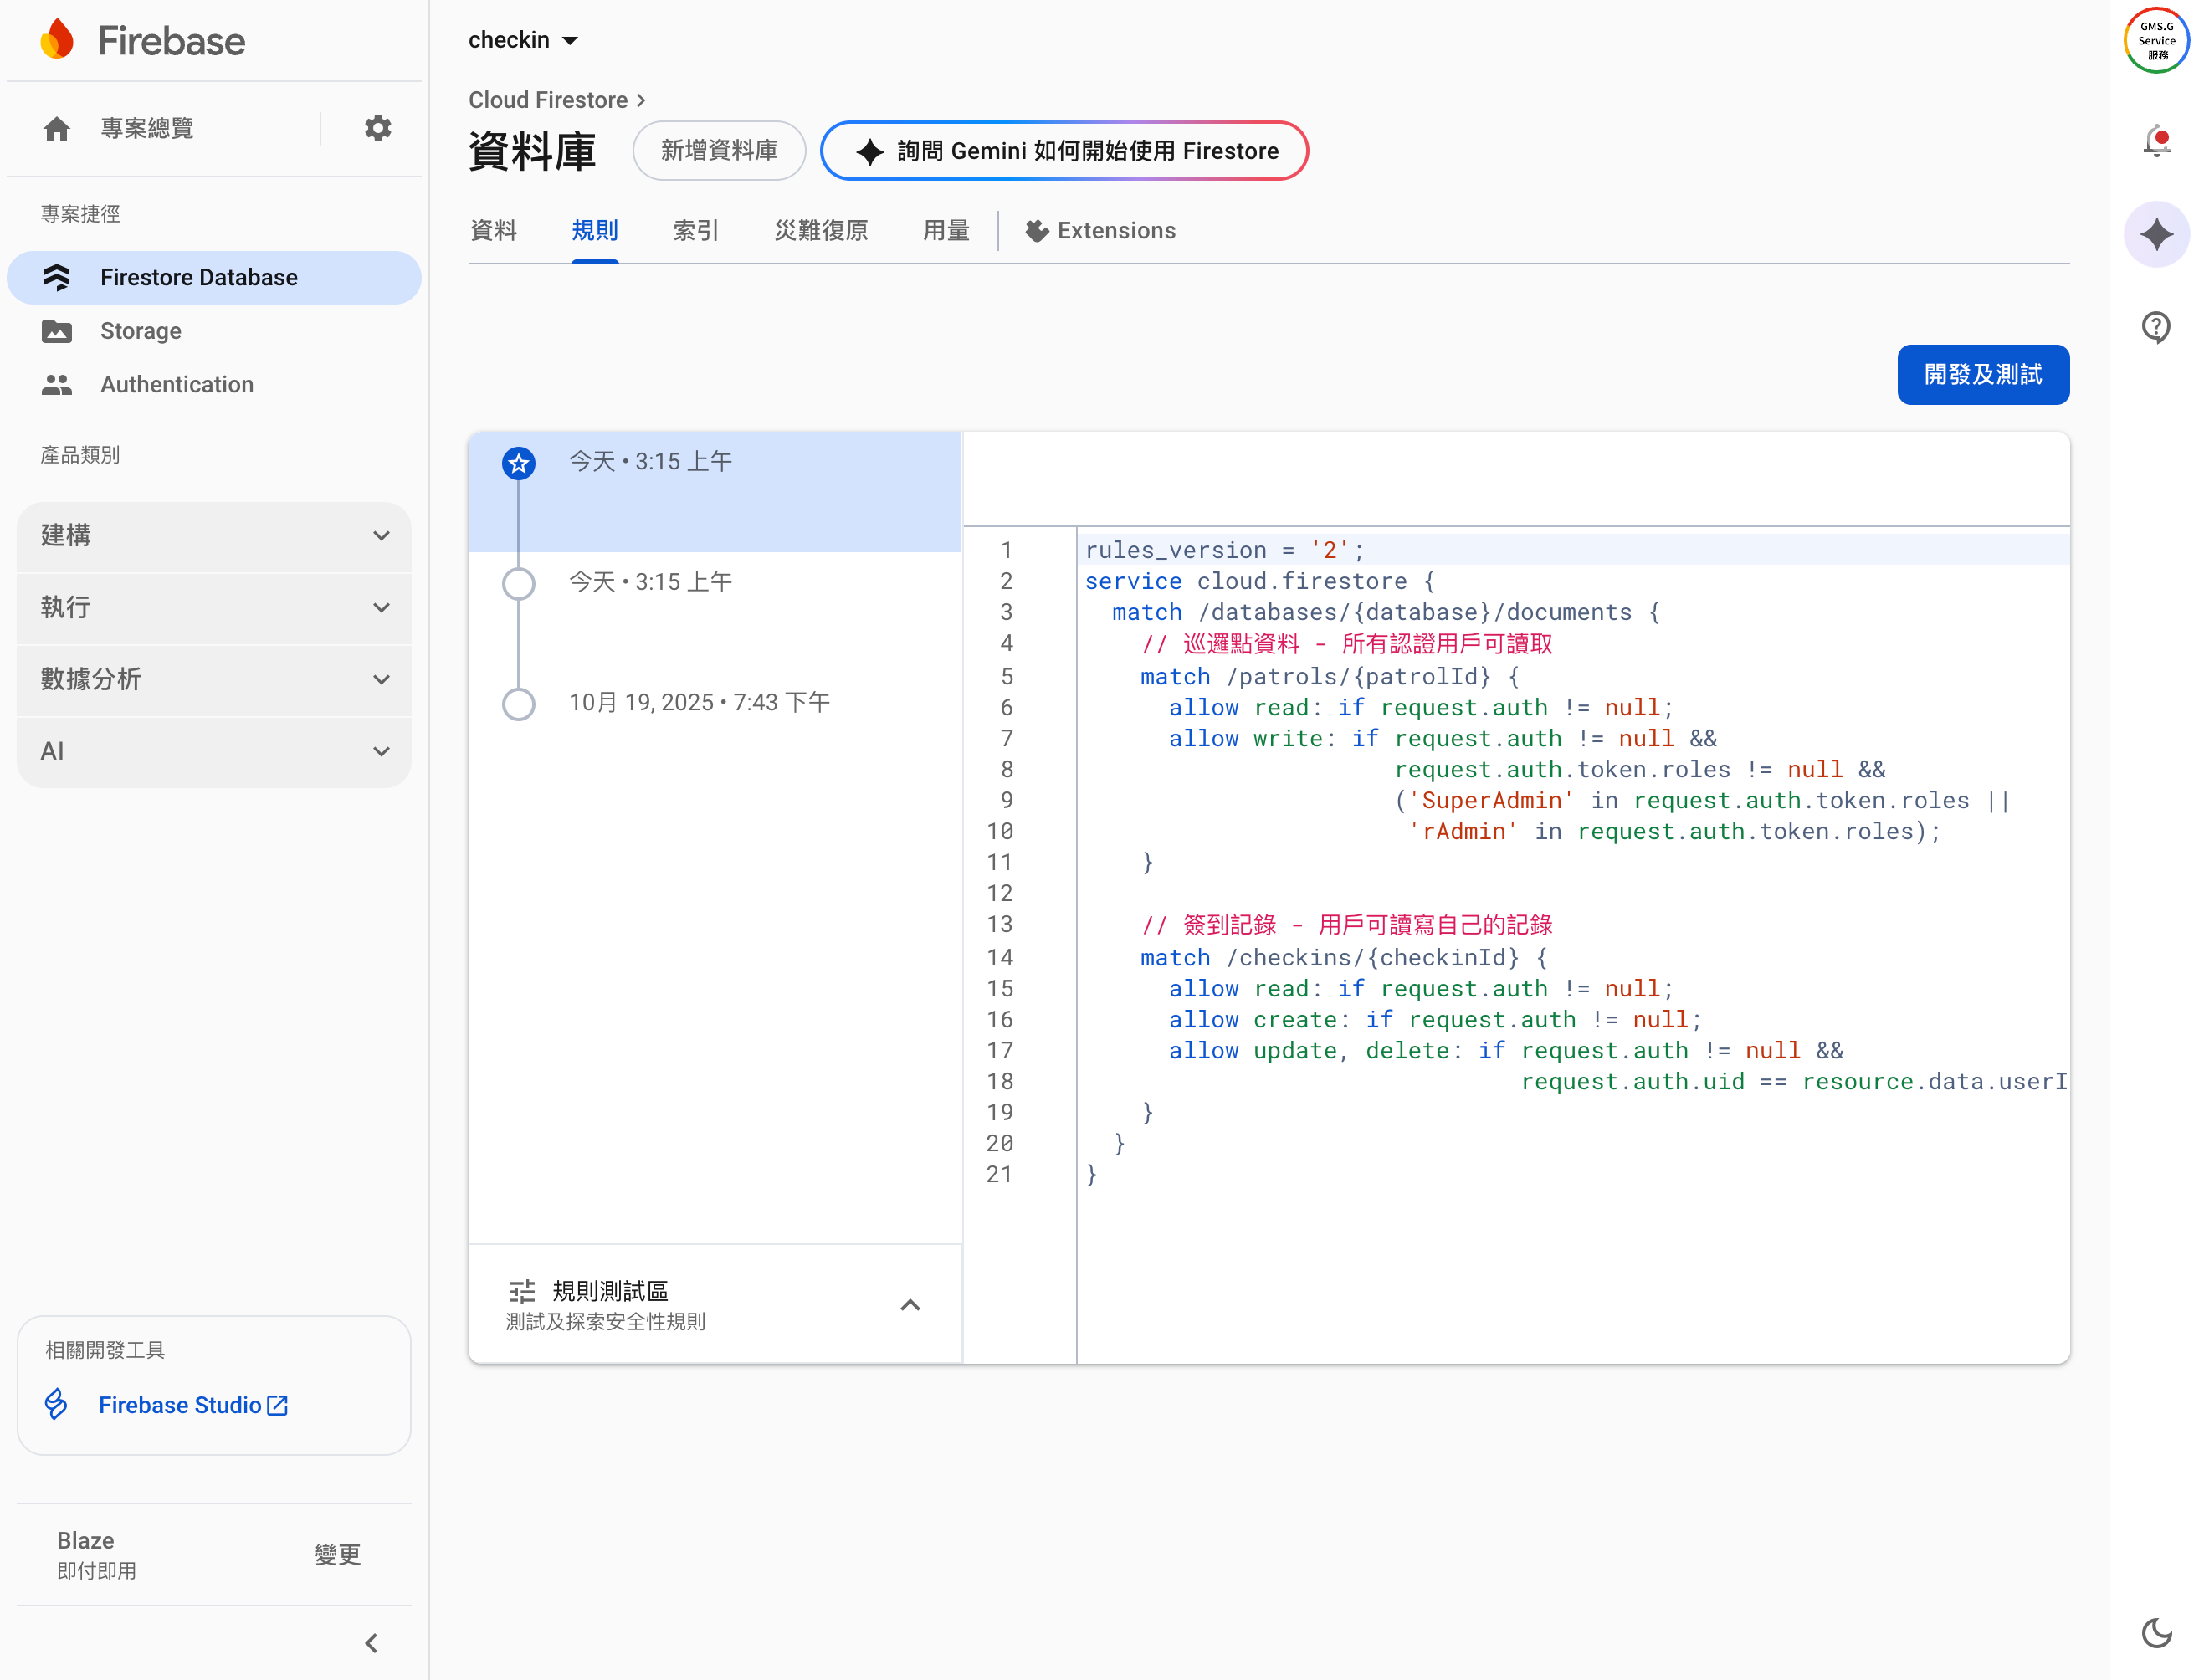 Firebase
專案總覽
專案捷徑
Firestore Database
Storage
Authentication
產品類別
建構
執行
數據分析
AI
相關開發工具
Firebase Studio
Blaze
即付即用
變更
checkin
Cloud Firestore
資料庫
新增資料庫
詢問 Gemini 如何開始使用 Firestore
資料
規則
索引
災難復原
用量
Extensions
開發及測試
今天 • 3:15 上午
今天 • 3:15 上午
10月 19, 2025 • 7:43 下午
規則測試區
測試及探索安全性規則
1 rules_version = '2';
2 service cloud.firestore {
3 match /databases/{database}/documents {
4 // 巡邏點資料 - 所有認證用戶可讀取
5 match /patrols/{patrolId} {
6 allow read: if request.auth != null;
7 allow write: if request.auth != null &&
8 request.auth.token.roles != null &&
9 ('SuperAdmin' in request.auth.token.roles ||
10 'rAdmin' in request.auth.token.roles);
11 }
12
13 // 簽到記錄 - 用戶可讀寫自己的記錄
14 match /checkins/{checkinId} {
15 allow read: if request.auth != null;
16 allow create: if request.auth != null;
17 allow update, delete: if request.auth != null &&
18 request.auth.uid == resource.data.userI
19 }
20 }
21 }
GMS.G
Service
服務